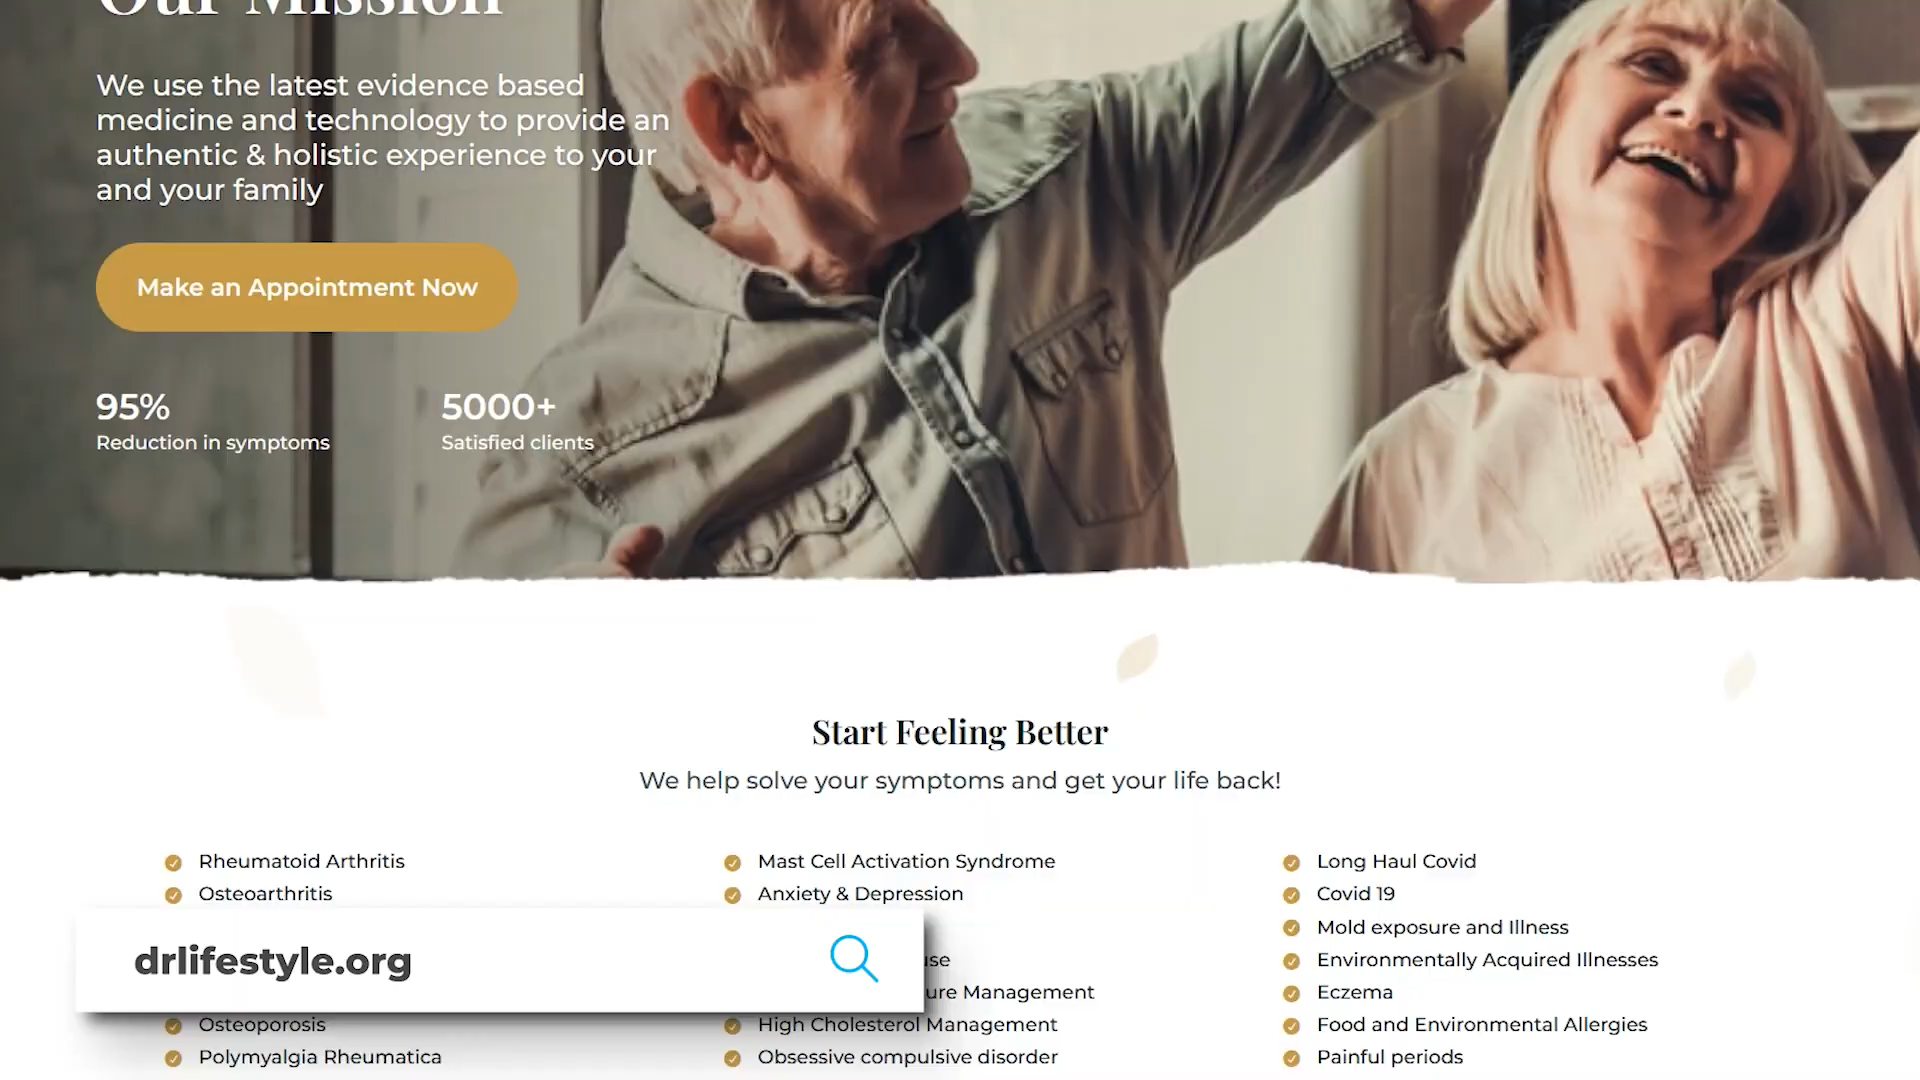 Our Mission
We use the latest evidence based
medicine and technology to provide an
authentic & holistic experience to your
and your family
Make an Appointment Now
95%
Reduction in symptoms
5000+
Satisfied clients
Start Feeling Better
We help solve your symptoms and get your life back!
Rheumatoid Arthritis
Osteoarthritis
Osteoporosis
Polymyalgia Rheumatica
Mast Cell Activation Syndrome
Anxiety & Depression
Management
High Cholesterol Management
Obsessive compulsive disorder
Long Haul Covid
Covid 19
Mold exposure and Illness
Environmentally Acquired Illnesses
Eczema
Food and Environmental Allergies
Painful periods
drlifestyle.org